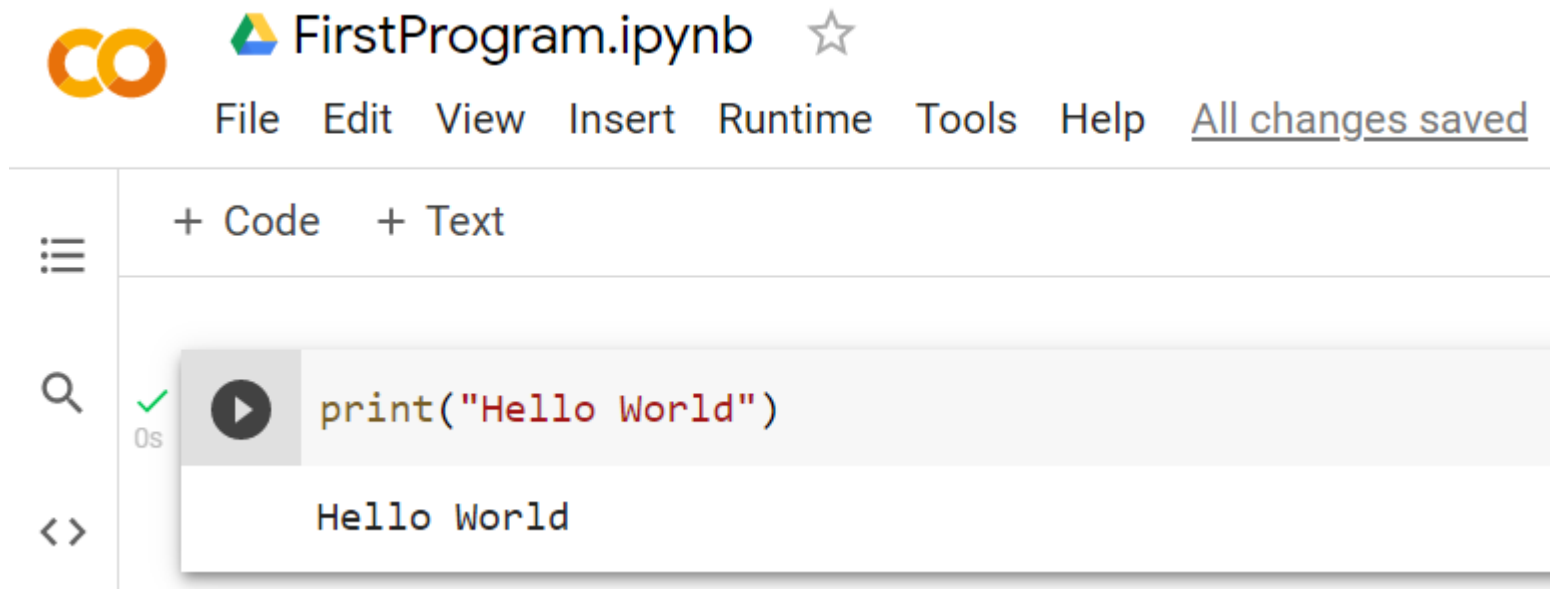 CO FirstProgram.ipynb
File Edit View Insert Runtime Tools Help All changes saved
+ Code + Text
print("Hello World")
0s
Hello World